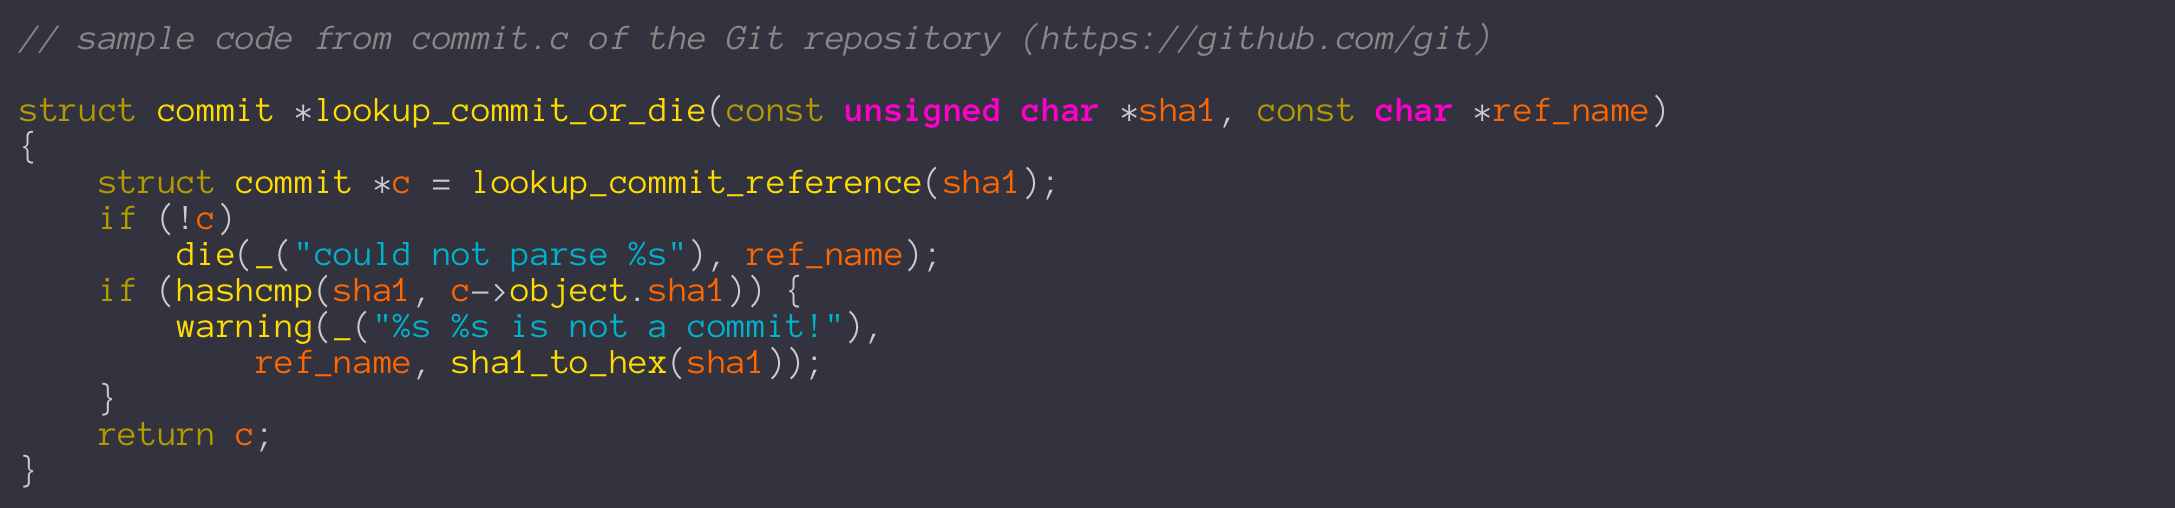 // sample code from commit.c of the Git repository (https://github.com/git)

struct commit *lookup_commit_or_die(const unsigned char *sha1, const char *ref_name)
{
    struct commit *c = lookup_commit_reference(sha1);
    if (!c)
        die(_("could not parse %s"), ref_name);
    if (hashcmp(sha1, c->object.sha1)) {
        warning(_("%s %s is not a commit!"),
            ref_name, sha1_to_hex(sha1));
    }
    return c;
}